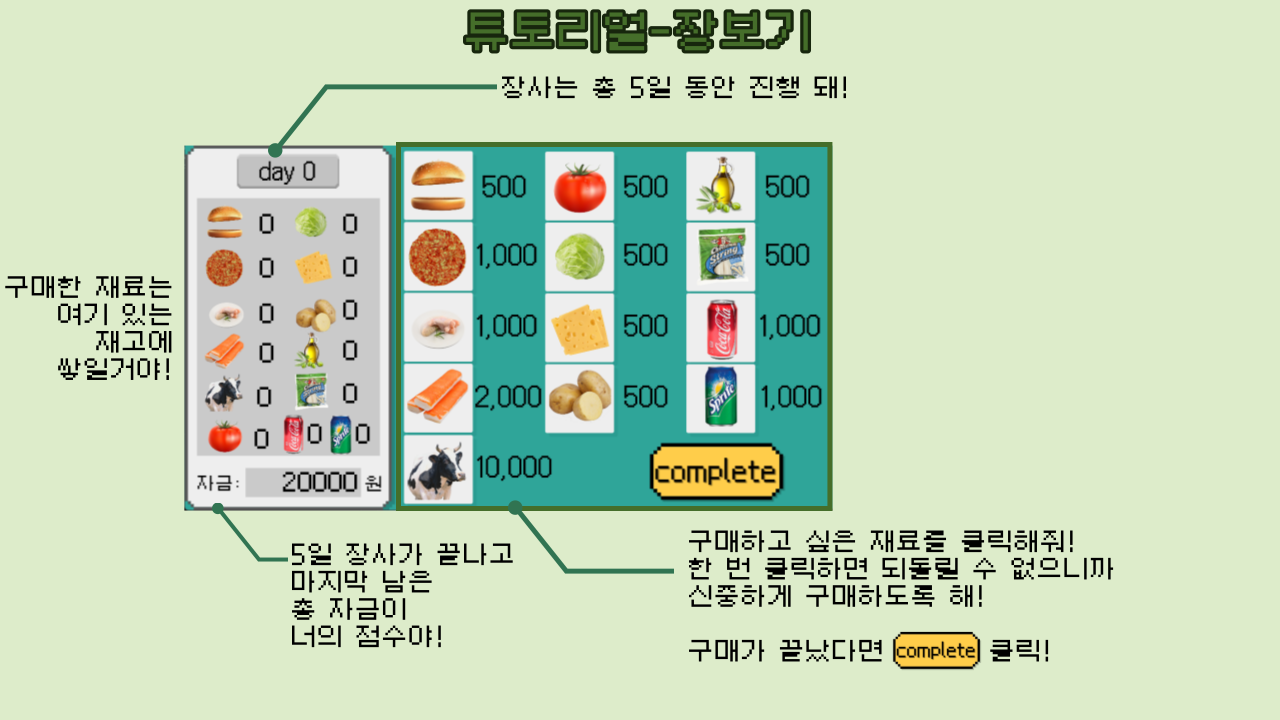 튜토리얼-장보기
장사는 총 5일 동안 진행 돼!
day 0
0 0
0 0
0 0
0 0
0 0
0 0 0
자금: 20000 원
500 500 500
1,000 500 500
1,000 500 1,000
2,000 500 1,000
10,000
complete
String
Coca-Cola
Sprite
구매한 재료는
여기 있는
재고에
쌓일거야!
5일 장사가 끝나고
마지막 남은
총 자금이
너의 점수야!
구매하고 싶은 재료를 클릭해줘!
한 번 클릭하면 되돌릴 수 없으니까
신중하게 구매하도록 해!
구매가 끝났다면 complete 클릭!